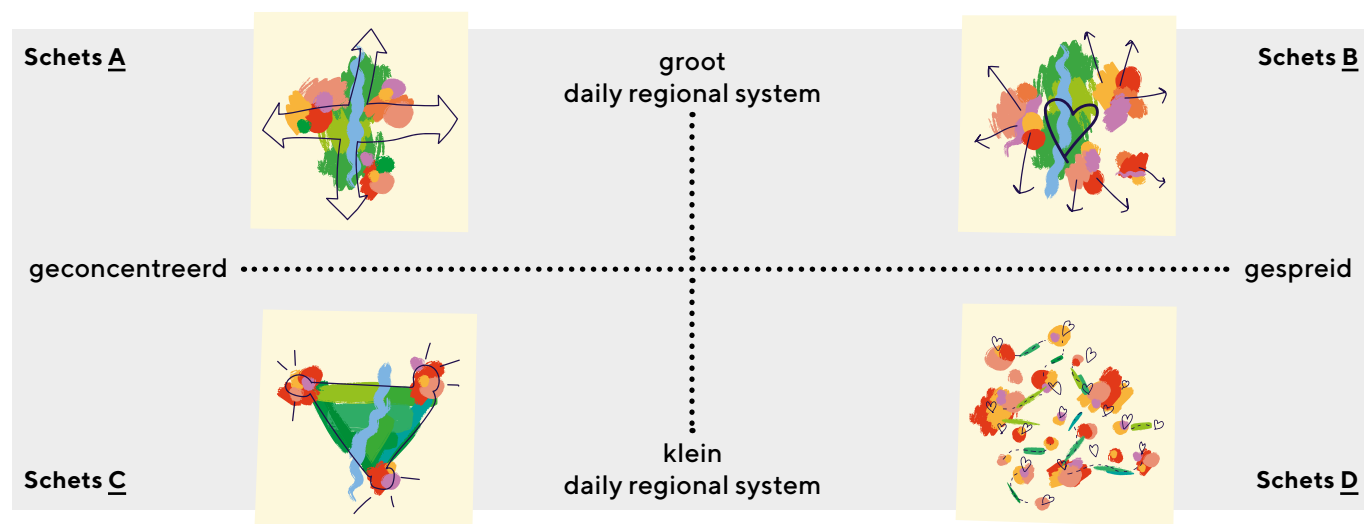 Schets A
groot
daily regional system
Schets B
geconcentreerd
gespreid
Schets C
klein
daily regional system
Schets D